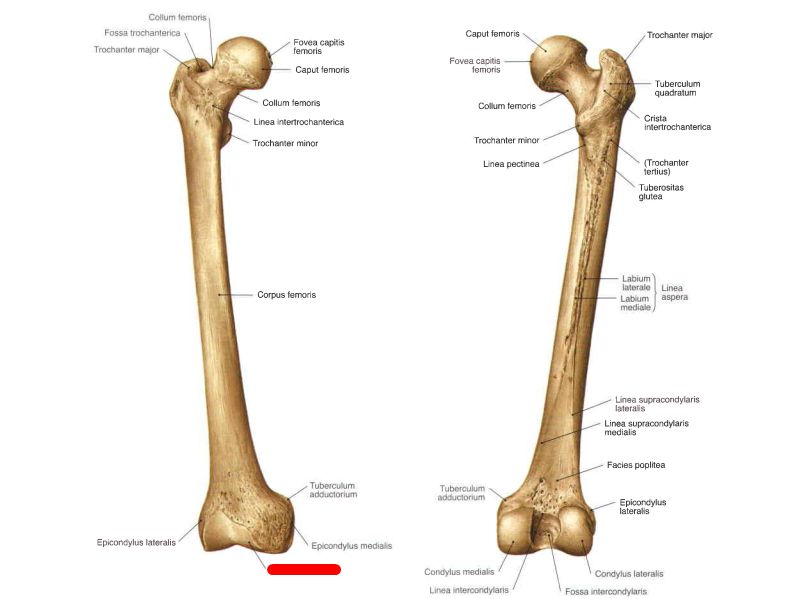 Collum femoris
Fossa trochanterica
Trochanter major
Fovea capitis
femoris
Caput femoris
Collum femoris
Linea intertrochanterica
Trochanter minor
Corpus femoris
Tuberculum
adductorium
Epicondylus lateralis
Epicondylus medialis
Caput femoris
Trochanter major
Fovea capitis
femoris
Tuberculum
quadratum
Collum femoris
Crista
intertrochanterica
Trochanter minor
Linea pectinea
(Trochanter
tertius)
Tuberositas
glutea
Labium
laterale
Labium
mediale
Linea
aspera
Linea supracondylaris
lateralis
Linea supracondylaris
medialis
Facies poplitea
Tuberculum
adductorium
Epicondylus
lateralis
Condylus medialis
Condylus lateralis
Linea intercondylaris
Fossa intercondylaris